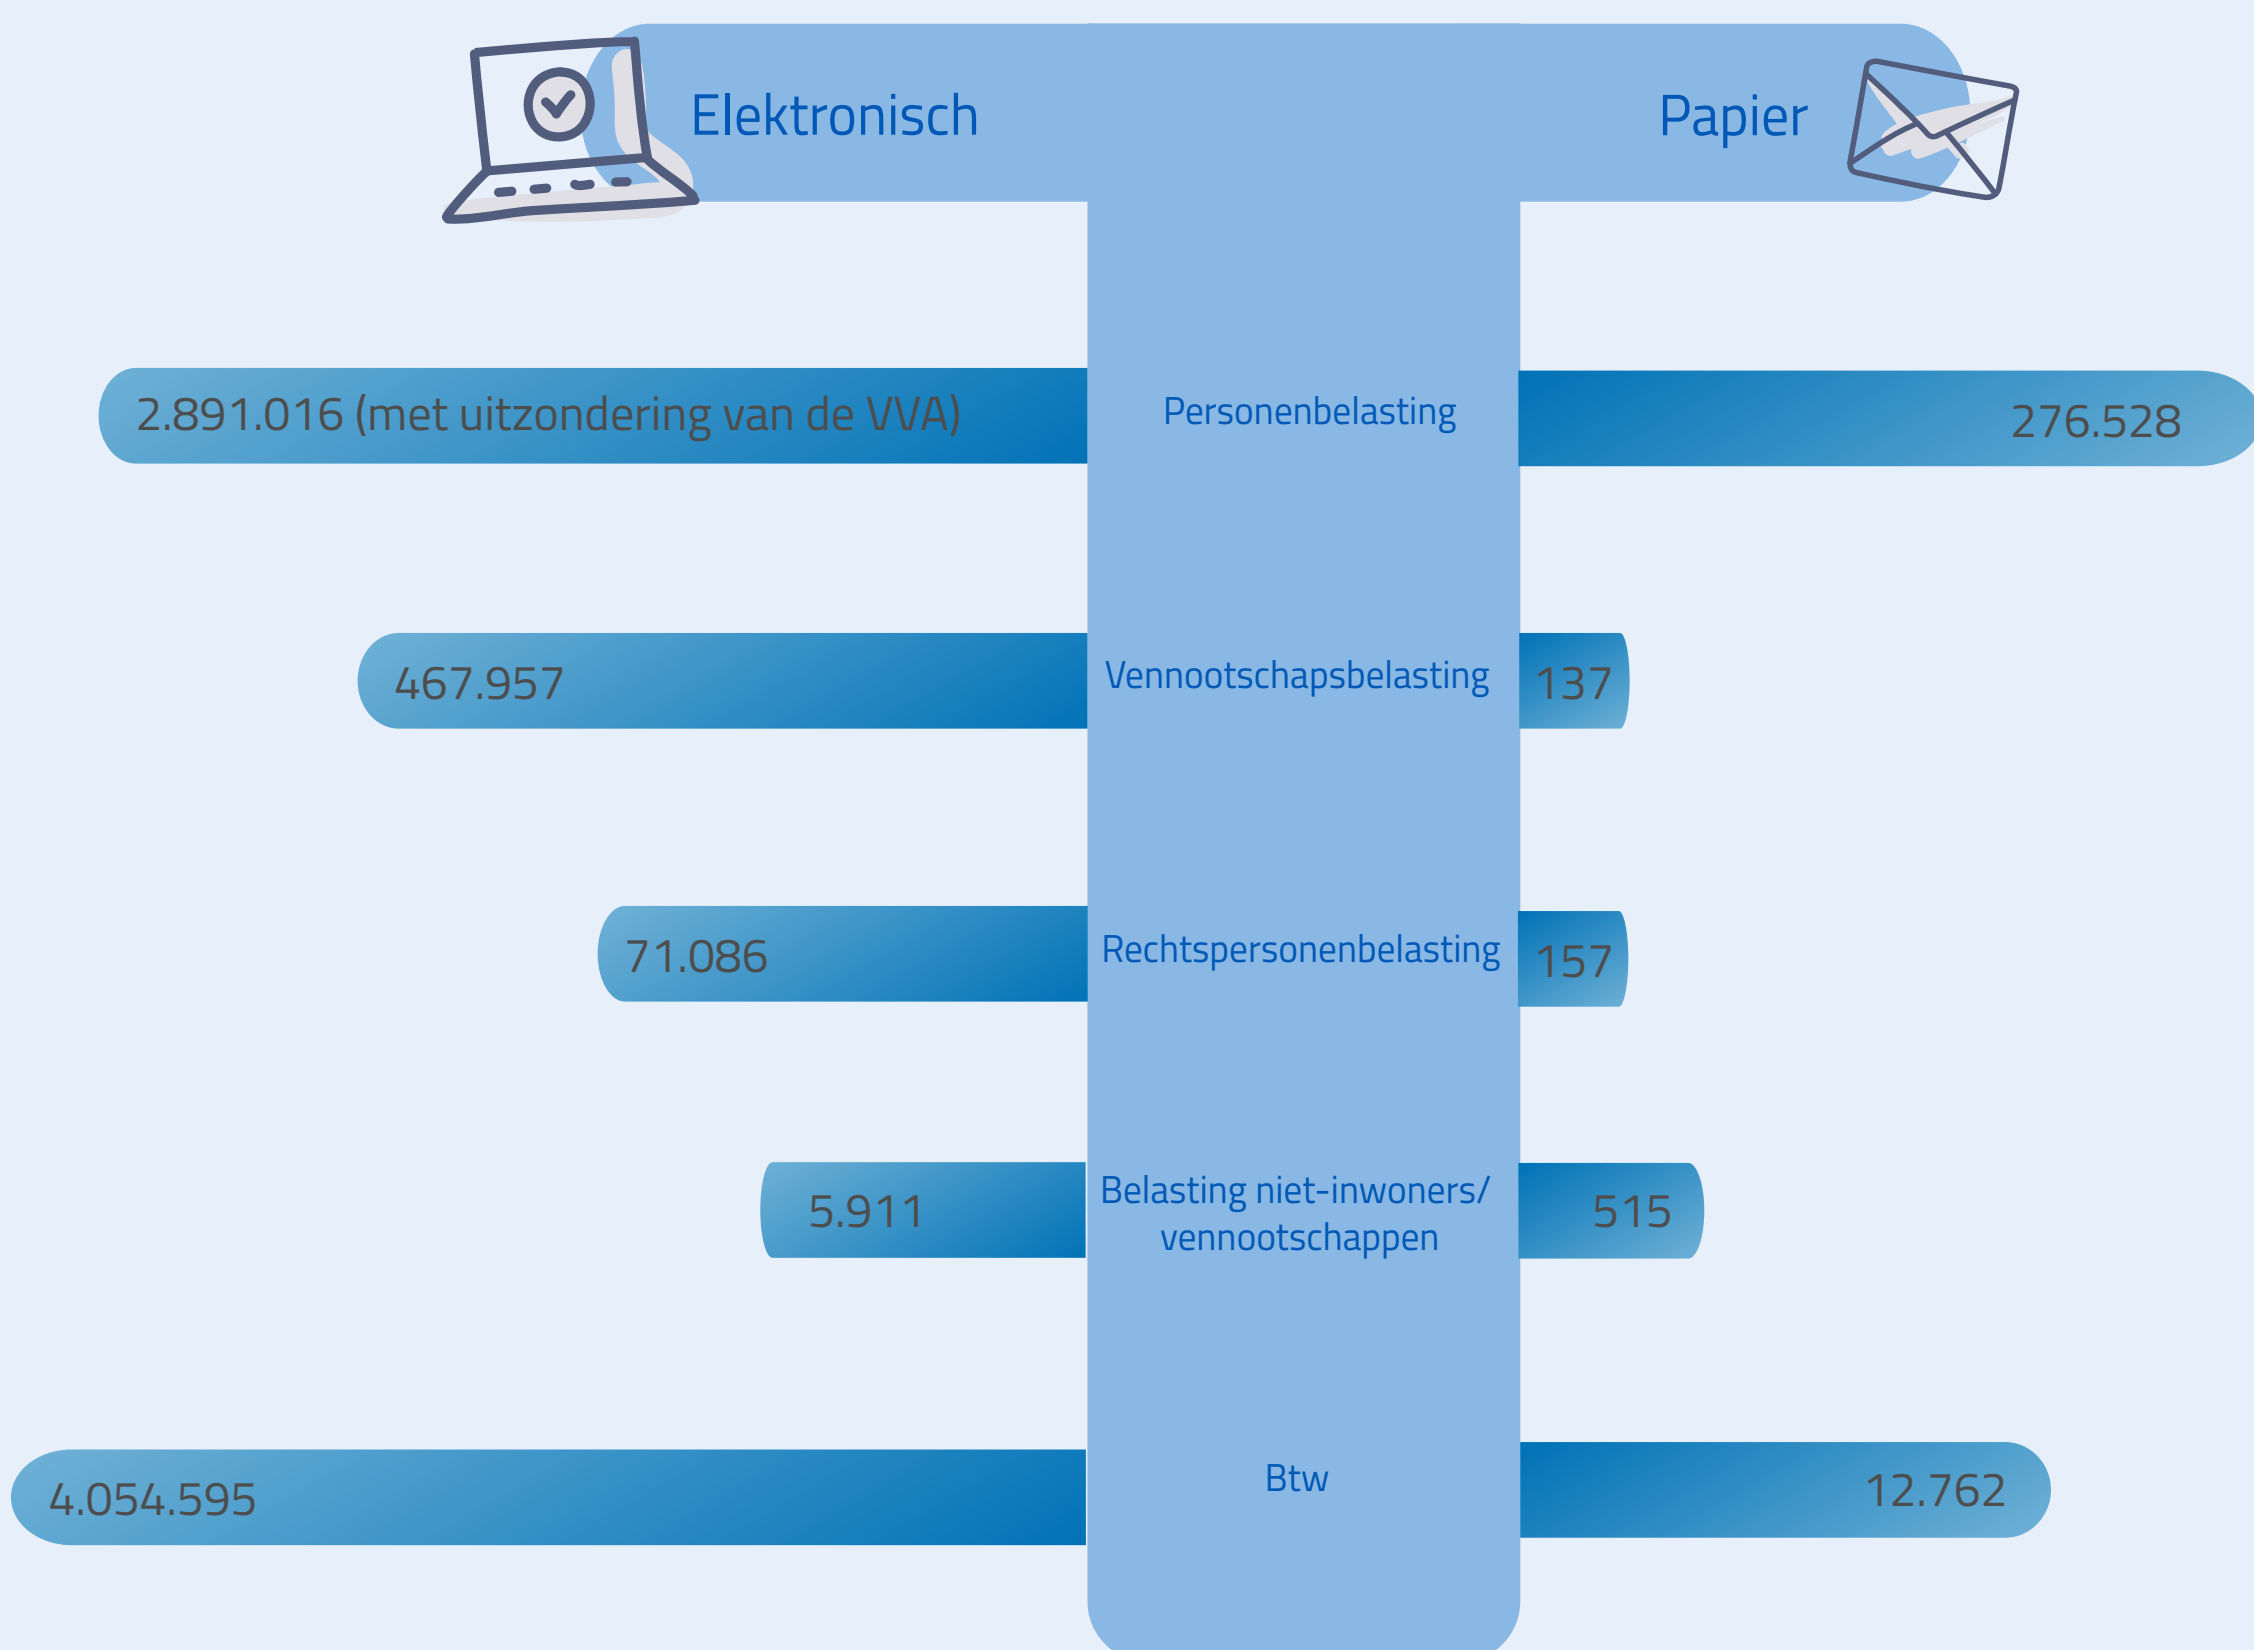 Elektronisch
Papier
2.891.016 (met uitzondering van de VVA)
Personenbelasting
276.528
467.957
Vennootschapsbelasting
137
71.086
Rechtspersonenbelasting
157
5.911
Belasting niet-inwoners/
vennootschappen
515
4.054.595
Btw
12.762